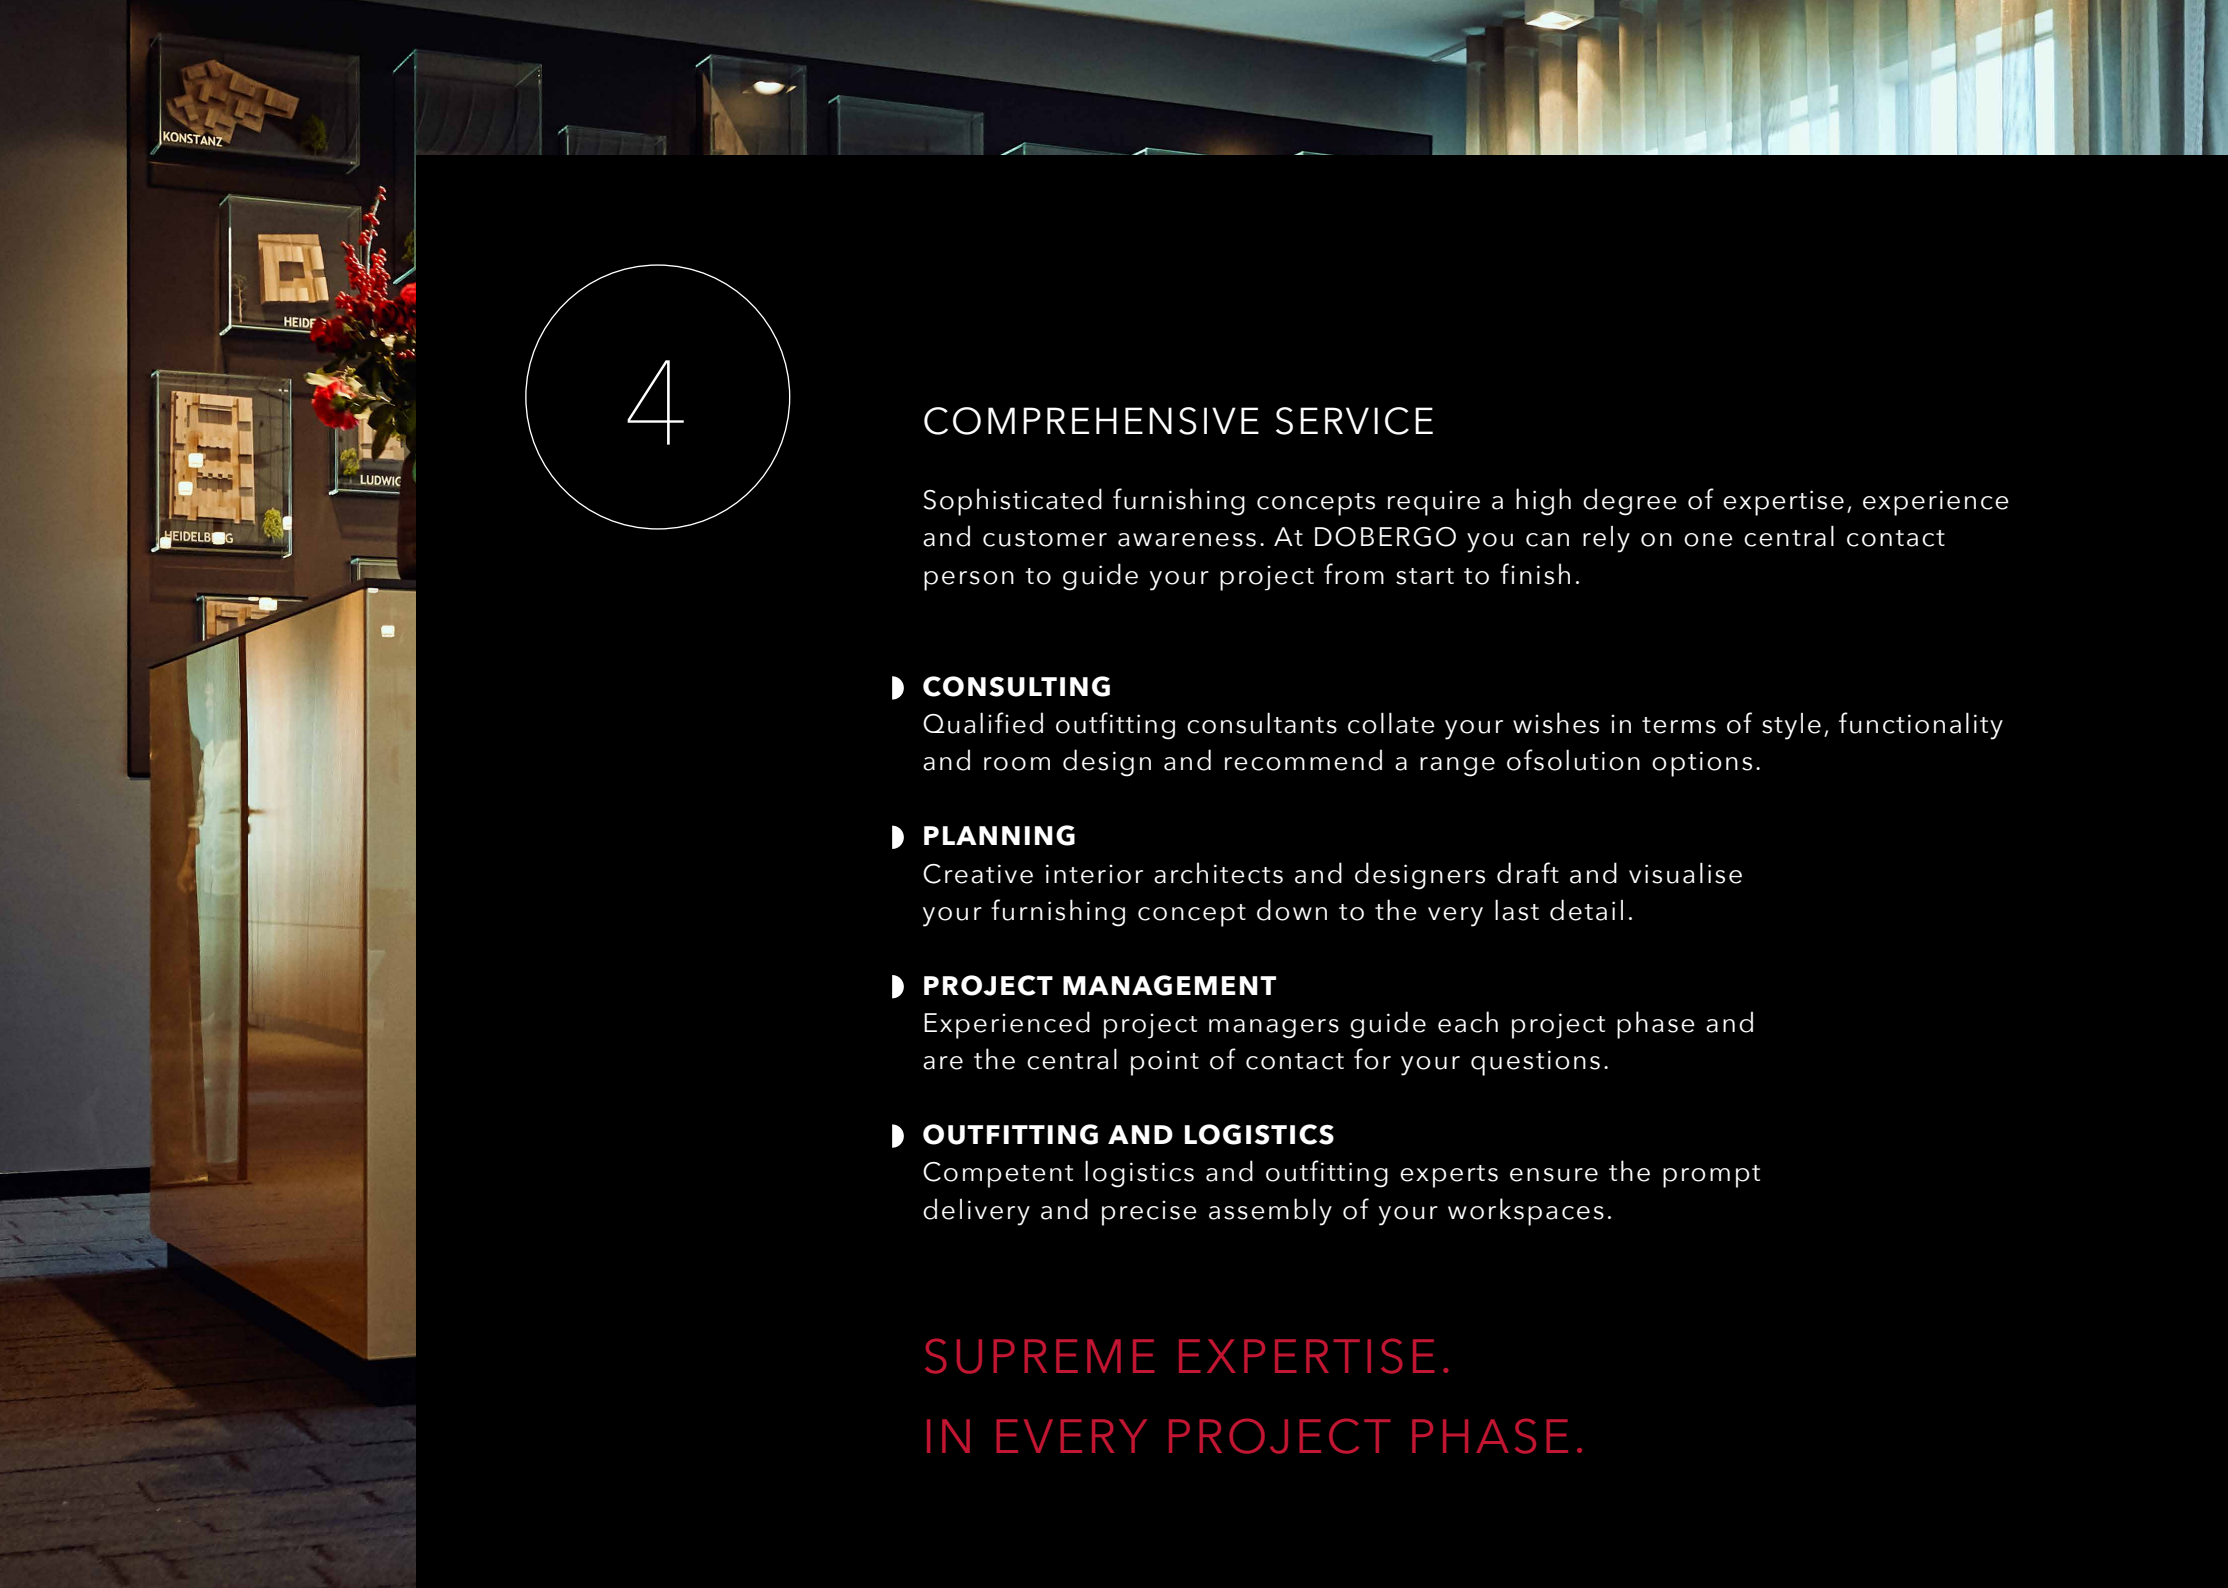 KONSTANZ
4
COMPREHENSIVE SERVICE
Sophisticated furnishing concepts require a high degree of expertise, experience
and customer awareness. At DOBERGO you can rely on one central contact
person to guide your project from start to finish.
CONSULTING
Qualified outfitting consultants collate your wishes in terms of style, functionality
and room design and recommend a range ofsolution options.
PLANNING
Creative interior architects and designers draft and visualise
your furnishing concept down to the very last detail.
PROJECT MANAGEMENT
Experienced project managers guide each project phase and
are the central point of contact for your questions.
OUTFITTING AND LOGISTICS
Competent logistics and outfitting experts ensure the prompt
delivery and precise assembly of your workspaces.
SUPREME EXPERTISE.
IN EVERY PROJECT PHASE.